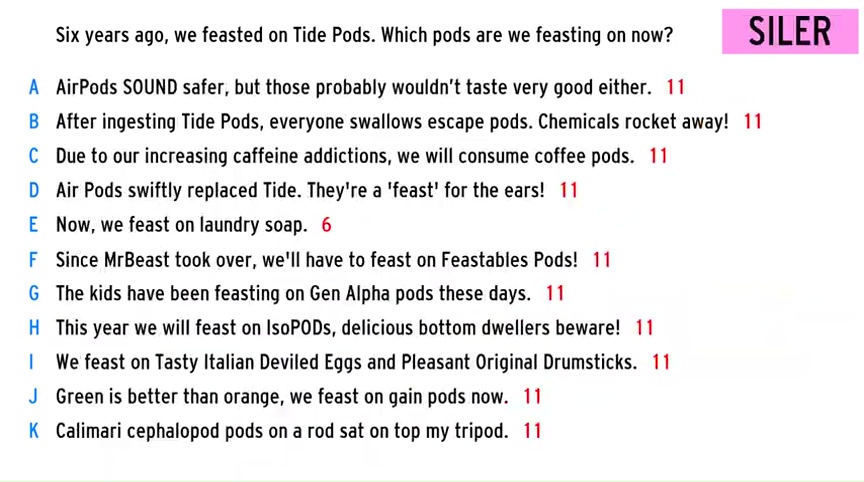 Six years ago, we feasted on Tide Pods. Which pods are we feasting on now?
SILER
A AirPods SOUND safer, but those probably wouldn't taste very good either. 11
B After ingesting Tide Pods, everyone swallows escape pods. Chemicals rocket away! 11
C Due to our increasing caffeine addictions, we will consume coffee pods. 11
D Air Pods swiftly replaced Tide. They're a 'feast' for the ears! 11
E Now, we feast on laundry soap. 6
F Since MrBeast took over, we'll have to feast on Feastables Pods! 11
G The kids have been feasting on Gen Alpha pods these days. 11
H This year we will feast on IsoPODs, delicious bottom dwellers beware! 11
I We feast on Tasty Italian Deviled Eggs and Pleasant Original Drumsticks. 11
J Green is better than orange, we feast on gain pods now. 11
K Calimari cephalopod pods on a rod sat on top my tripod. 11